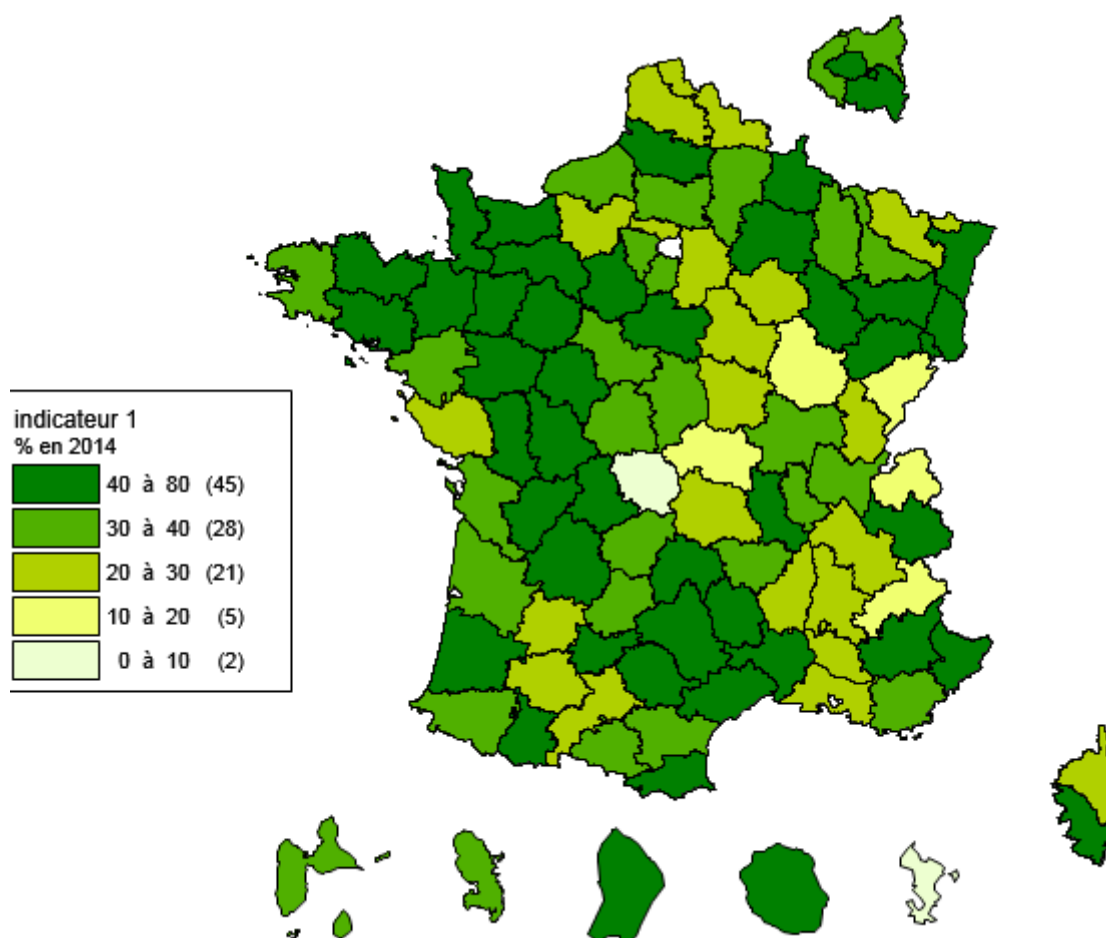 indicateur 1
% en 2014
40 à 80 (45)
30 à 40 (28)
20 à 30 (21)
10 à 20 (5)
0 à 10 (2)